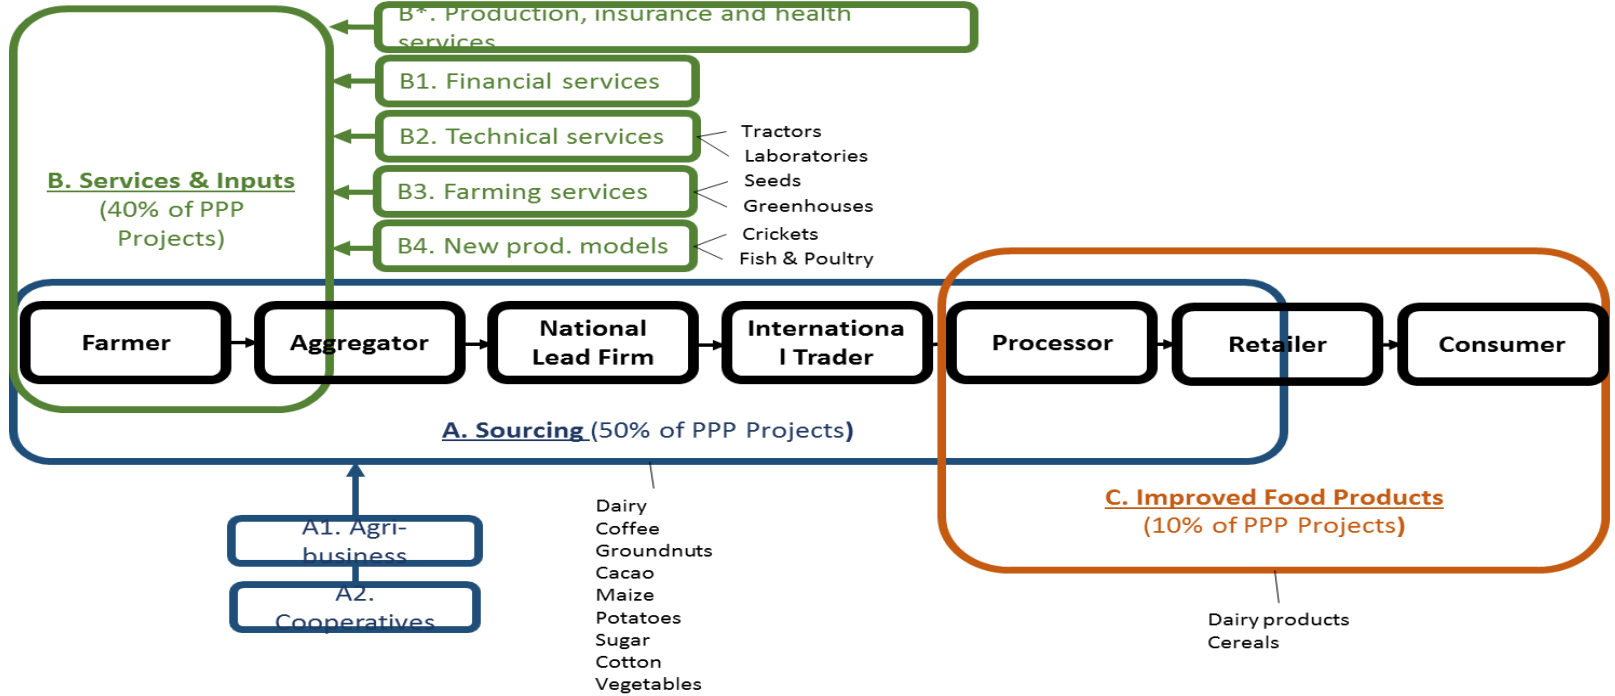 B*. Production, insurance and health
services
B1. Financial services
B2. Technical services
Tractors
Laboratories
B. Services & Inputs
(40% of PPP
Projects)
B3. Farming services
Seeds
Greenhouses
B4. New prod. models
Crickets
Fish & Poultry
Farmer
Aggregator
National
Lead Firm
Internationa
l Trader
Processor
Retailer
Consumer
A. Sourcing (50% of PPP Projects)
C. Improved Food Products
(10% of PPP Projects)
A1. Agri-
business
A2.
Cooperatives
Dairy
Coffee
Groundnuts
Cacao
Maize
Potatoes
Sugar
Cotton
Vegetables
Dairy products
Cereals